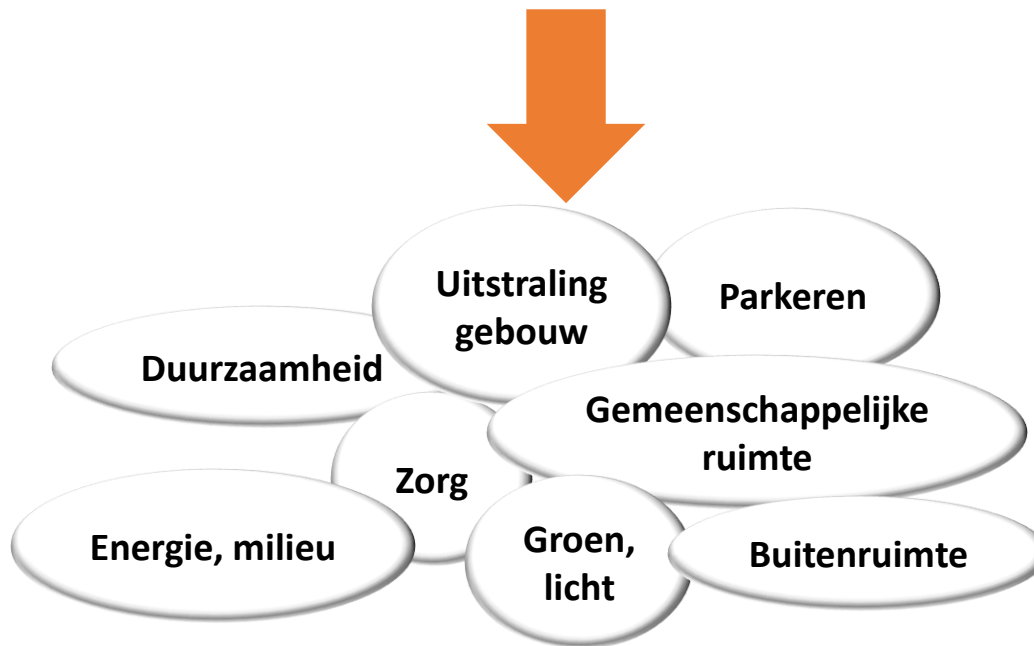 Uitstraling
gebouw
Parkeren
Duurzaamheid
Gemeenschappelijke
ruimte
Zorg
Energie, milieu
Groen,
licht
Buitenruimte